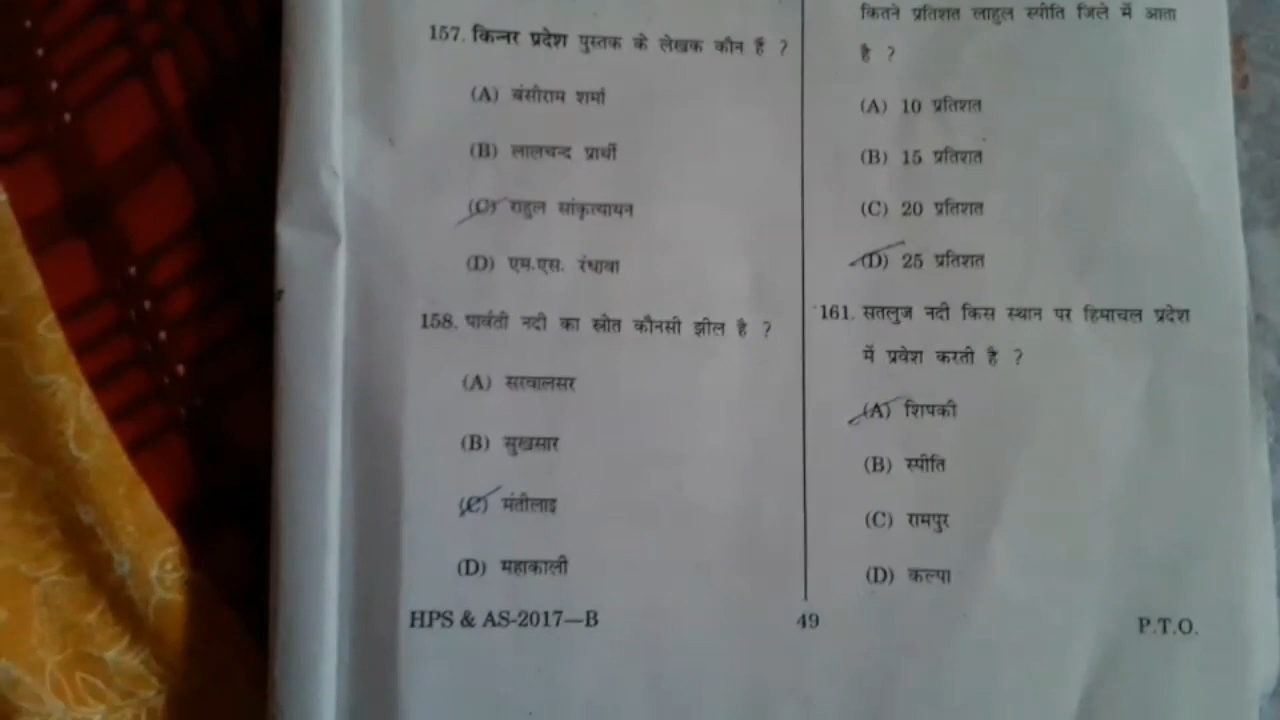 157. किन्नर प्रदेश पुस्तक के लेखक कौन हैं ?
(A) बंसीराम शर्मा
(B) लालचन्द प्रार्थी
(C) राहुल सांकृत्यायन
(D) एम.एस. रंधावा
158. पार्वती नदी का स्रोत कौनसी झील है ?
(A) सरवालसर
(B) सुखसार
(C) मंतीलाइ
(D) महाकाली
कितने प्रतिशत लाहुल स्पीति जिले में आता
है ?
(A) 10 प्रतिशत
(B) 15 प्रतिशत
(C) 20 प्रतिशत
(D) 25 प्रतिशत
161. सतलुज नदी किस स्थान पर हिमाचल प्रदेश
में प्रवेश करती है ?
(A) शिपकी
(B) स्पीति
(C) रामपुर
(D) कल्पा
HPS & AS-2017—B
49
P.T.O.